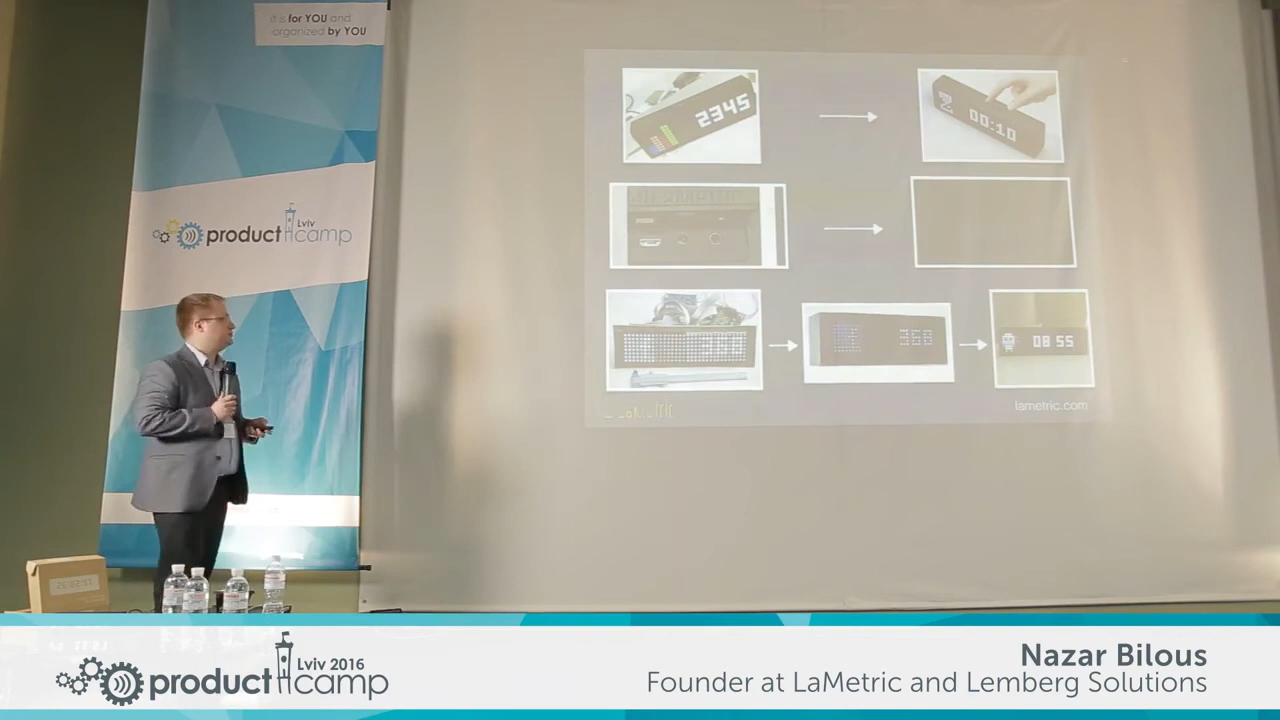 it is for YOU and
organized by YOU
Lviv
product camp
2345
00:10
360
08 55
lametric.com
Lviv 2016
product camp
Nazar Bilous
Founder at LaMetric and Lemberg Solutions